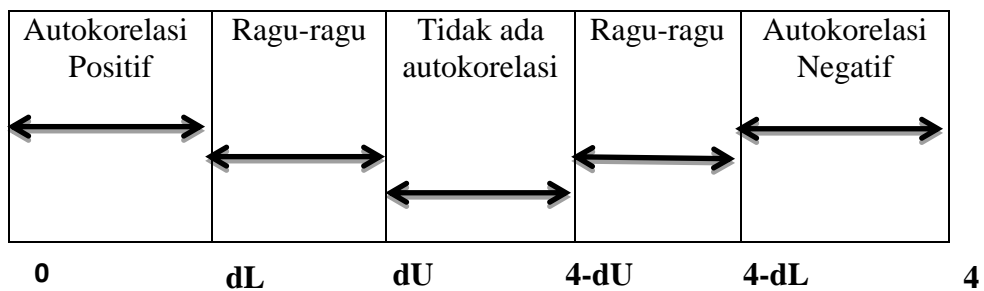 Autokorelasi
Positif
Ragu-ragu
Tidak ada
autokorelasi
Ragu-ragu
Autokorelasi
Negatif
0
dL
dU
4-dU
4-dL
4